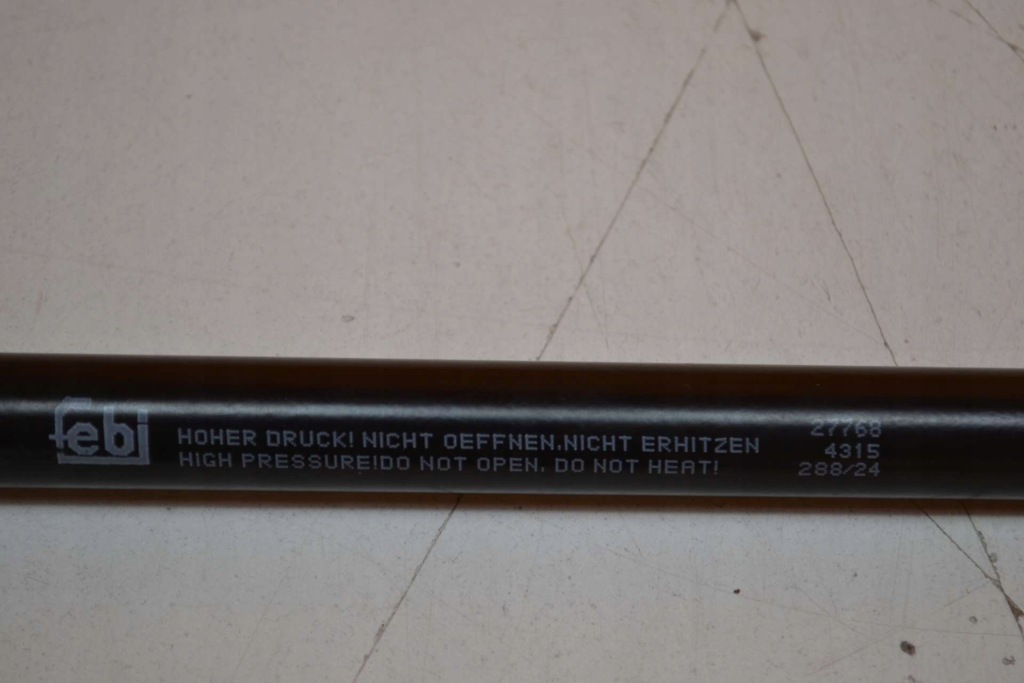 febi
HOHER DRUCK! NICHT OEFFNEN.NICHT ERHITZEN
HIGH PRESSURE!DO NOT OPEN. DO NOT HEAT!
27768
4315
288/24